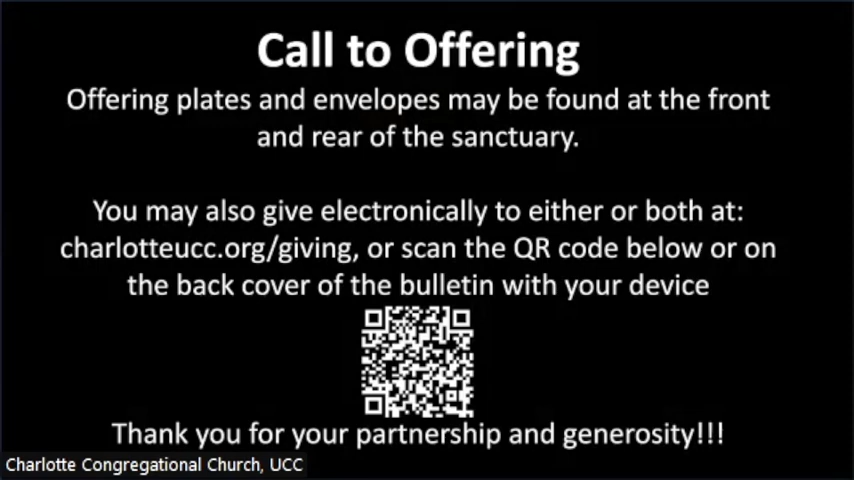 Call to Offering
Offering plates and envelopes may be found at the front
and rear of the sanctuary.
You may also give electronically to either or both at:
charlotteucc.org/giving, or scan the QR code below or on
the back cover of the bulletin with your device
Thank you for your partnership and generosity!!!
Charlotte Congregational Church, UCC